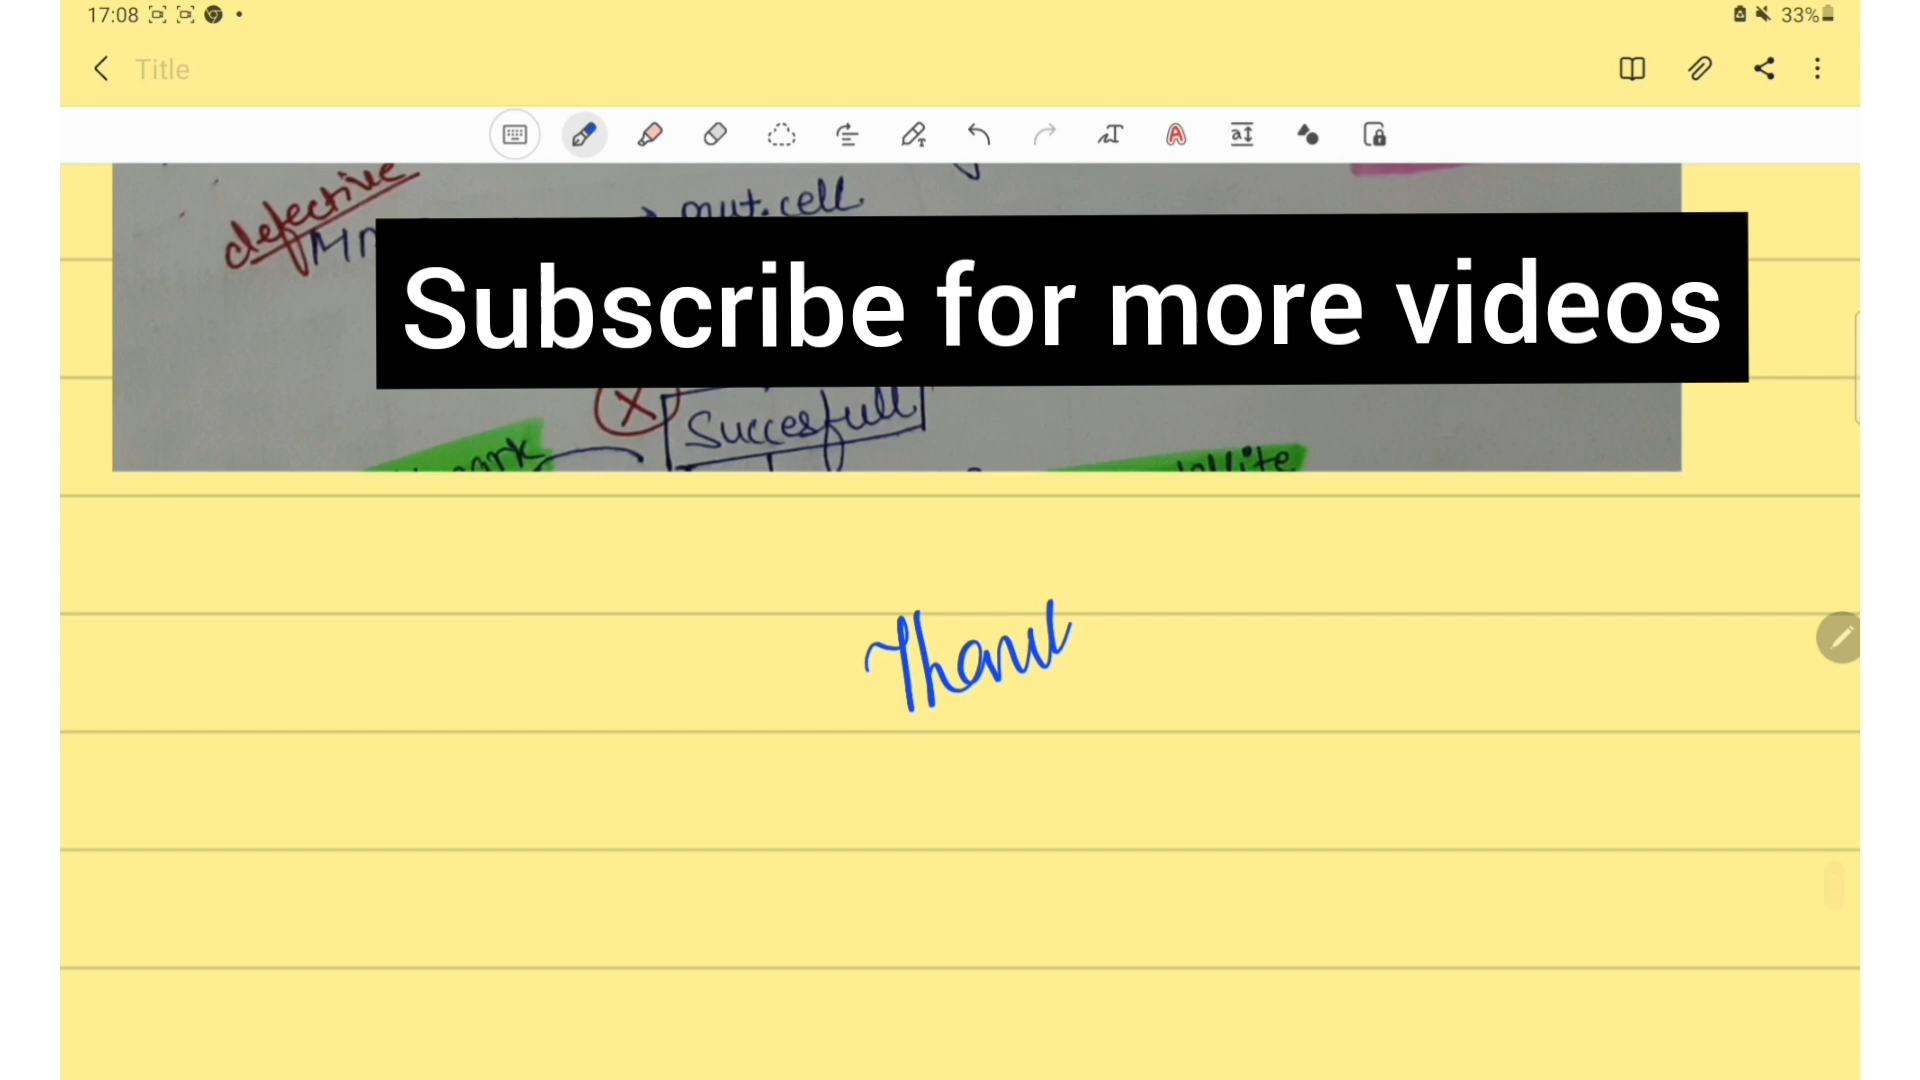 17:08
33%
Title
defective
mut. cell
Subscribe for more videos
X
Succesfull
Thank